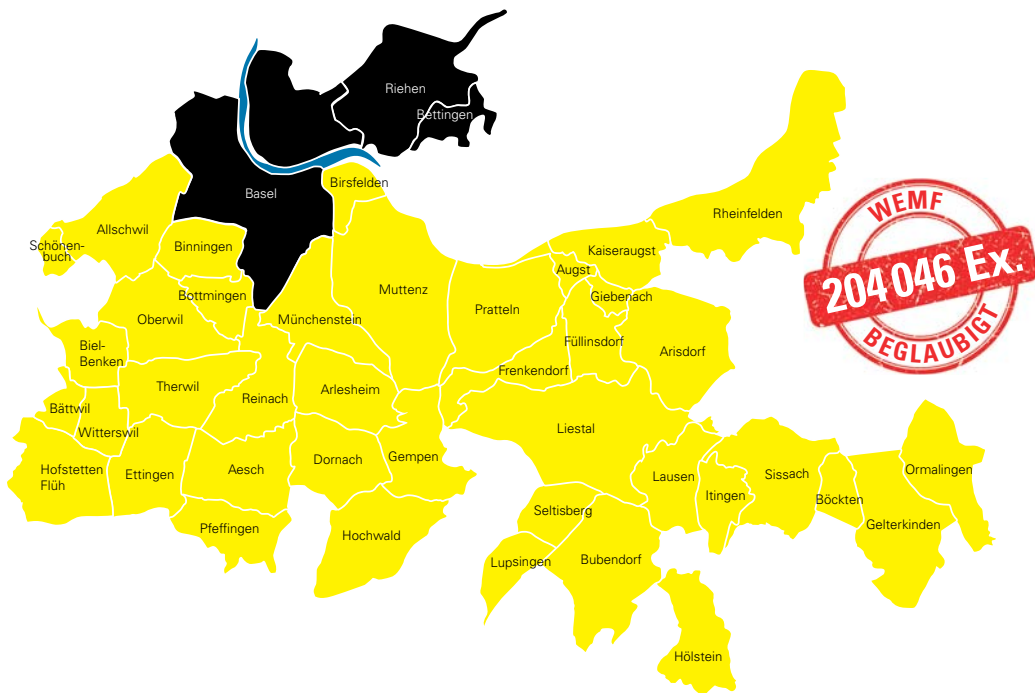 Riehen
Bettingen
Basel
Birsfelden
Rheinfelden
Allschwil
Schönen-
buch
Binningen
Kaiseraugst
Augst
Bottmingen
Muttenz
Giebenach
Oberwil
Münchenstein
Pratteln
Füllinsdorf
Arisdorf
Biel-
Benken
Frenkendorf
Therwil
Reinach
Arlesheim
Bättwil
Witterswil
Liestal
Hofstetten
Flüh
Ettingen
Aesch
Dornach
Gempen
Lausen
Itingen
Sissach
Böckten
Ormalingen
Gelterkinden
Pfeffingen
Hochwald
Seltisberg
Lupsingen
Bubendorf
Hölstein
WEMF
204 046 Ex.
BEGLAUBIGT